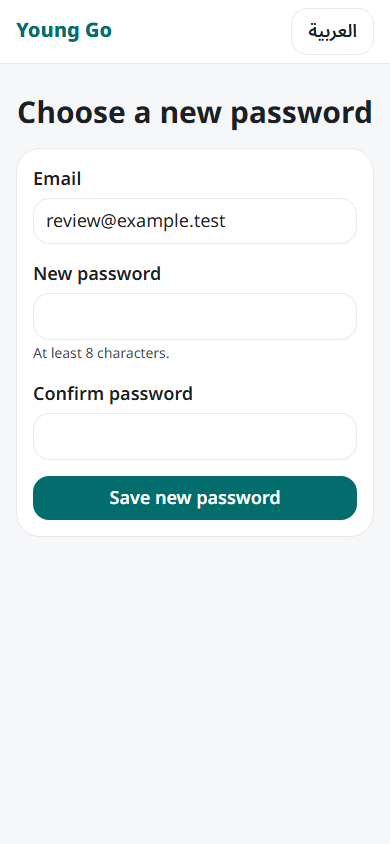 Young Go
العربية
Choose a new password
Email
review@example.test
New password
At least 8 characters.
Confirm password
Save new password